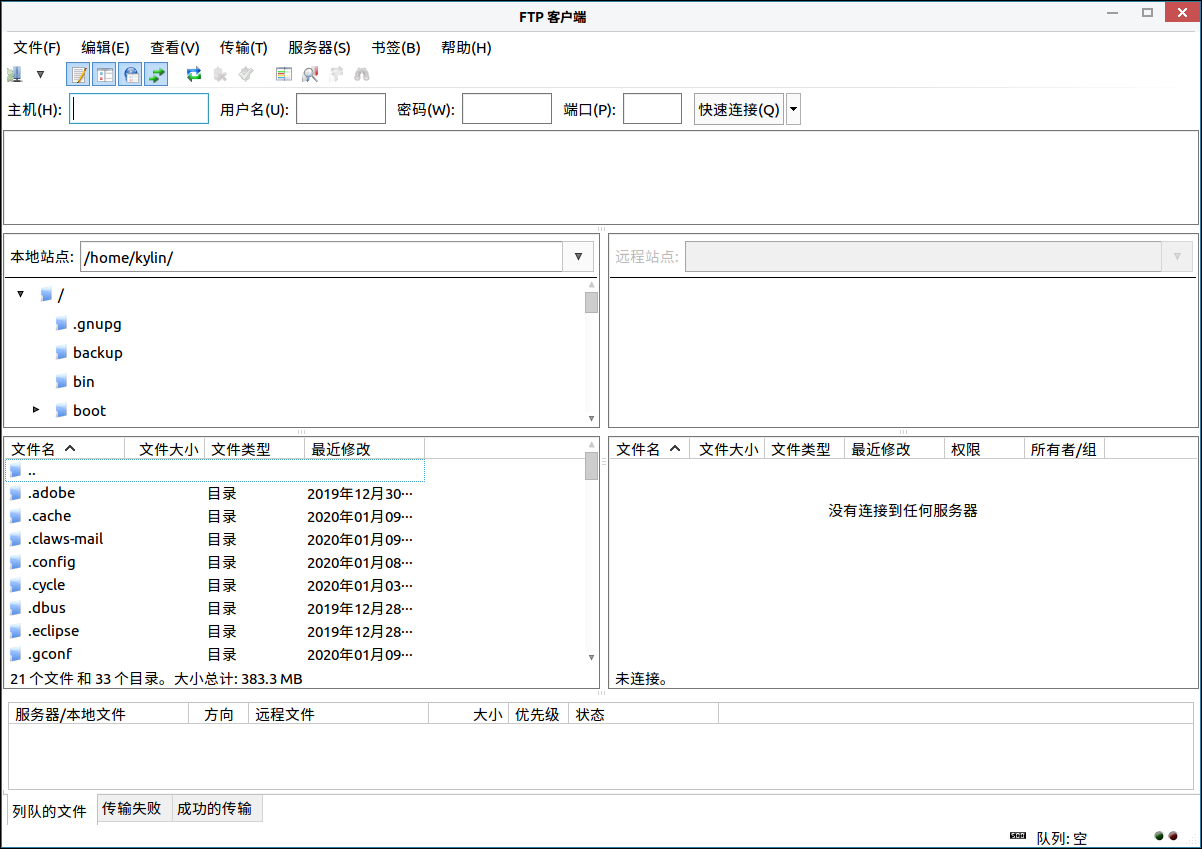 FTP 客户端
文件(F) 编辑(E) 查看(V) 传输(T) 服务器(S) 书签(B) 帮助(H)
主机(H): 用户名(U): 密码(W): 端口(P): 快速连接(Q)
本地站点: /home/kylin/
/
.gnupg
backup
bin
boot
远程站点:
文件名 文件大小 文件类型 最近修改
..
.adobe 目录 2019年12月30···
.cache 目录 2020年01月09···
.claws-mail 目录 2020年01月09···
.config 目录 2020年01月08···
.cycle 目录 2020年01月03···
.dbus 目录 2019年12月28···
.eclipse 目录 2019年12月28···
.gconf 目录 2020年01月09···
21 个文件 和 33 个目录。大小总计: 383.3 MB
文件名 文件大小 文件类型 最近修改 权限 所有者/组
没有连接到任何服务器
未连接。
服务器/本地文件 方向 远程文件 大小 优先级 状态
列队的文件 传输失败 成功的传输
队列: 空